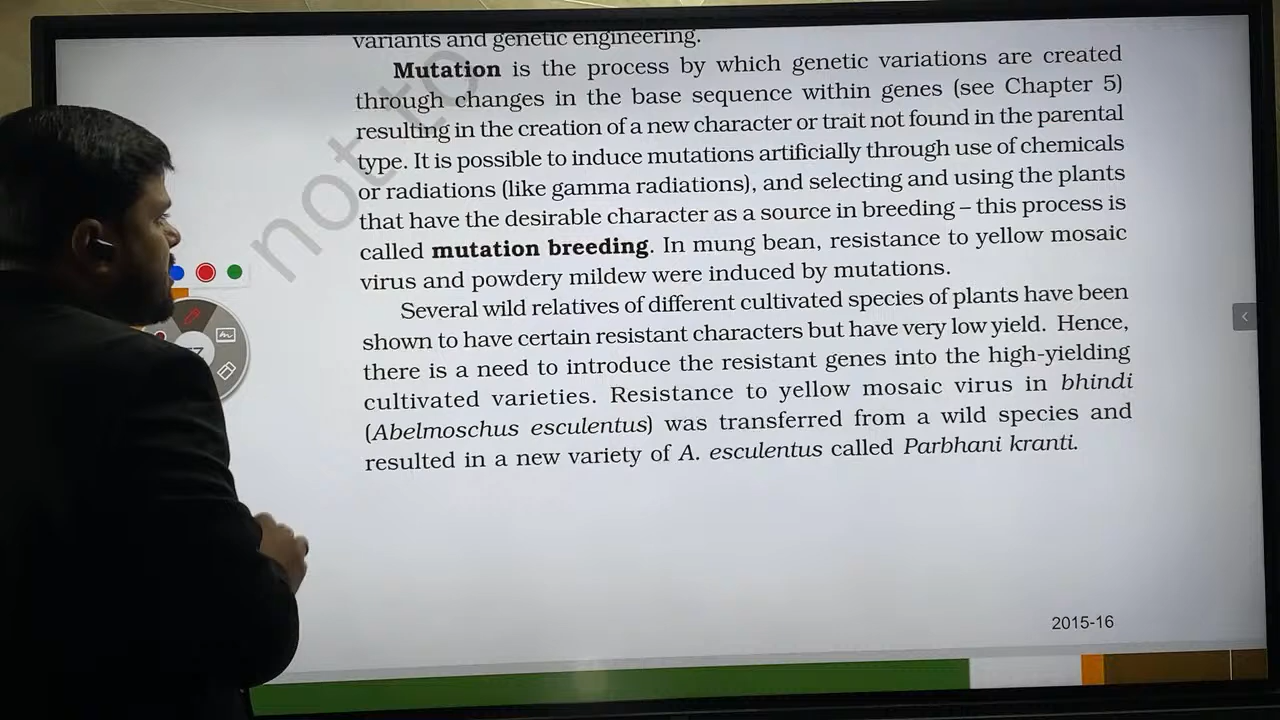 variants and genetic engineering.
Mutation is the process by which genetic variations are created
through changes in the base sequence within genes (see Chapter 5)
resulting in the creation of a new character or trait not found in the parental
type. It is possible to induce mutations artificially through use of chemicals
or radiations (like gamma radiations), and selecting and using the plants
that have the desirable character as a source in breeding – this process is
called mutation breeding. In mung bean, resistance to yellow mosaic
virus and powdery mildew were induced by mutations.
Several wild relatives of different cultivated species of plants have been
shown to have certain resistant characters but have very low yield. Hence,
there is a need to introduce the resistant genes into the high-yielding
cultivated varieties. Resistance to yellow mosaic virus in bhindi
(Abelmoschus esculentus) was transferred from a wild species and
resulted in a new variety of A. esculentus called Parbhani kranti.
not to
2015-16